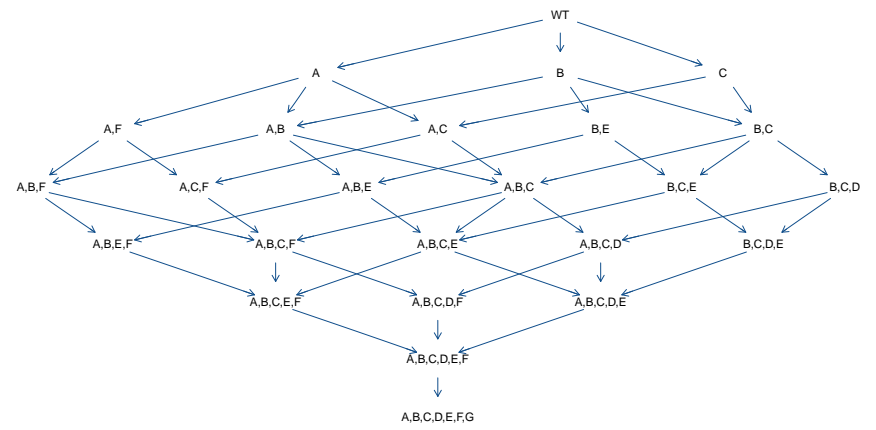 WT
A
B
C
A,F
A,B
A,C
B,E
B,C
A,B,F
A,C,F
A,B,E
A,B,C
B,C,E
B,C,D
A,B,E,F
A,B,C,F
A,B,C,E
A,B,C,D
B,C,D,E
A,B,C,E,F
A,B,C,D,F
A,B,C,D,E
A,B,C,D,E,F
A,B,C,D,E,F,G